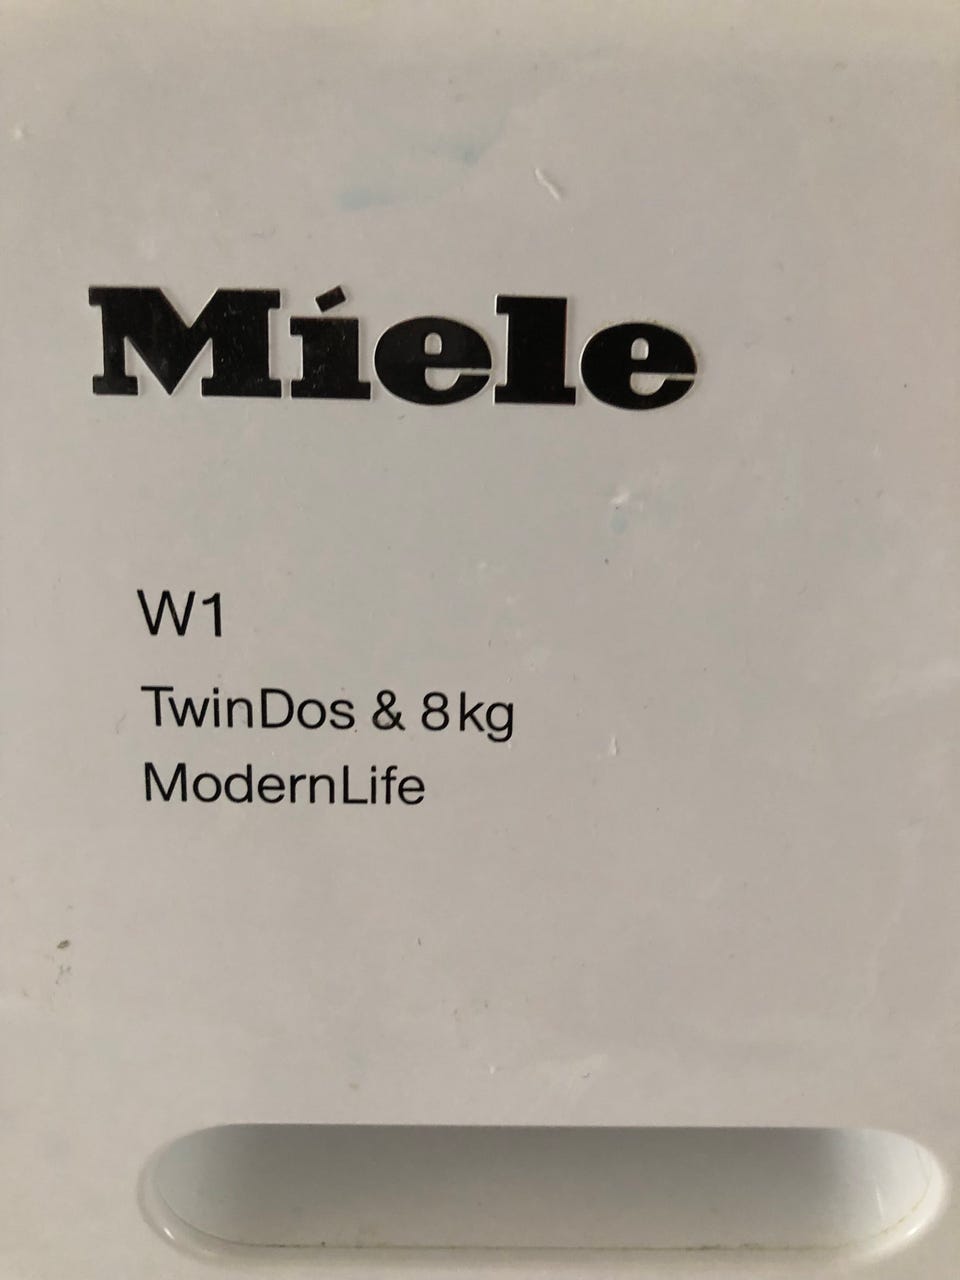 Miele
W1
TwinDos & 8kg
ModernLife